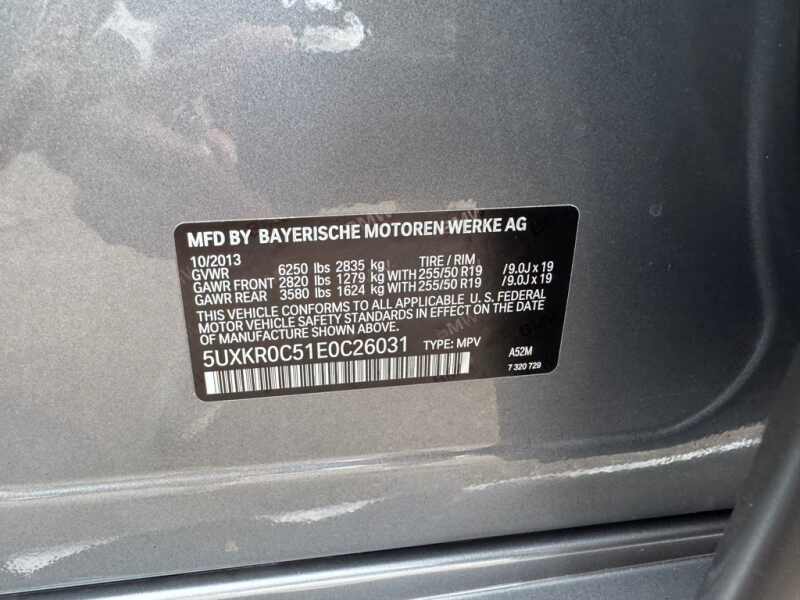 MFD BY BAYERISCHE MOTOREN WERKE AG
10/2013 TIRE / RIM
GVWR 6250 lbs 2835 kg
GAWR FRONT 2820 lbs 1279 kg WITH 255/50 R19 /9.0J x 19
GAWR REAR 3580 lbs 1624 kg WITH 255/50 R19 /9.0J x 19
THIS VEHICLE CONFORMS TO ALL APPLICABLE U. S. FEDERAL
MOTOR VEHICLE SAFETY STANDARDS IN EFFECT ON THE DATE
OF MANUFACTURE SHOWN ABOVE.
5UXKR0C51E0C26031 TYPE: MPV A52M
7 320 729